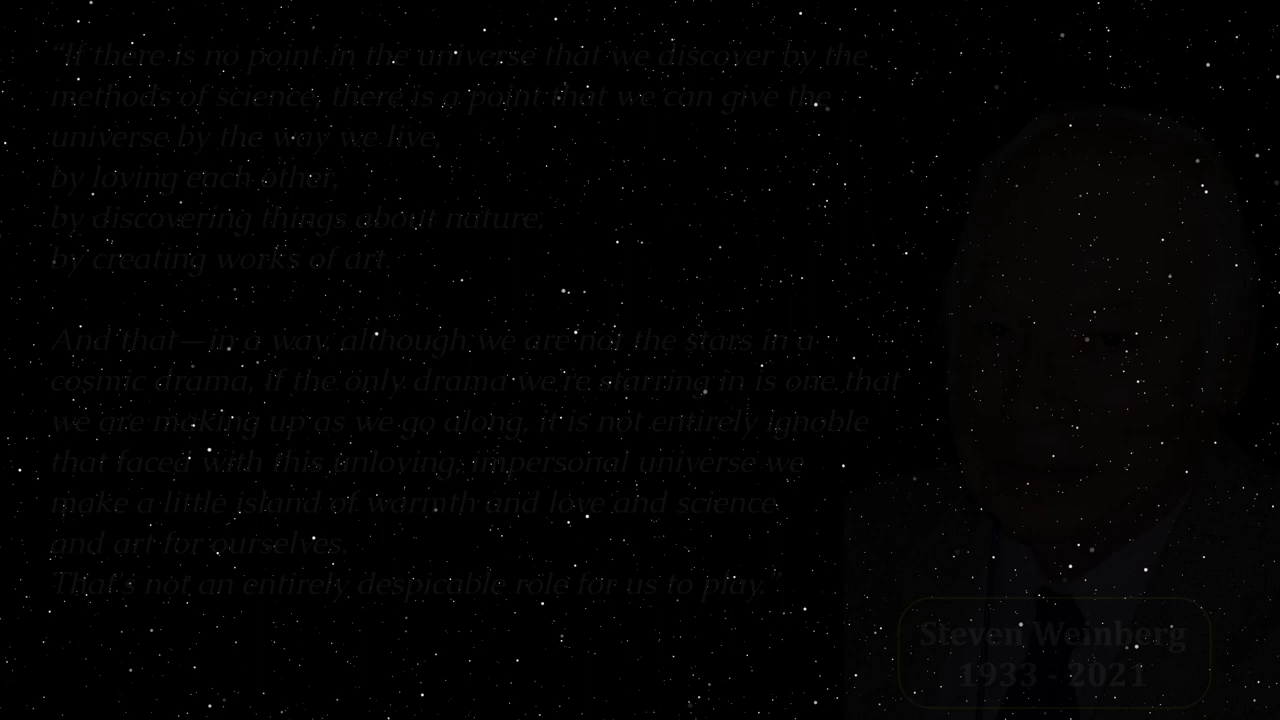 “If there is no point in the universe that we discover by the
methods of science, there is a point that we can give the
universe by the way we live,
by loving each other,
by discovering things about nature,
by creating works of art.
And that—in a way, although we are not the stars in a
cosmic drama, if the only drama we're starring in is one that
we are making up as we go along, it is not entirely ignoble
that faced with this unloving, impersonal universe we
make a little island of warmth and love and science
and art for ourselves.
That's not an entirely despicable role for us to play.”
Steven Weinberg
1933 - 2021